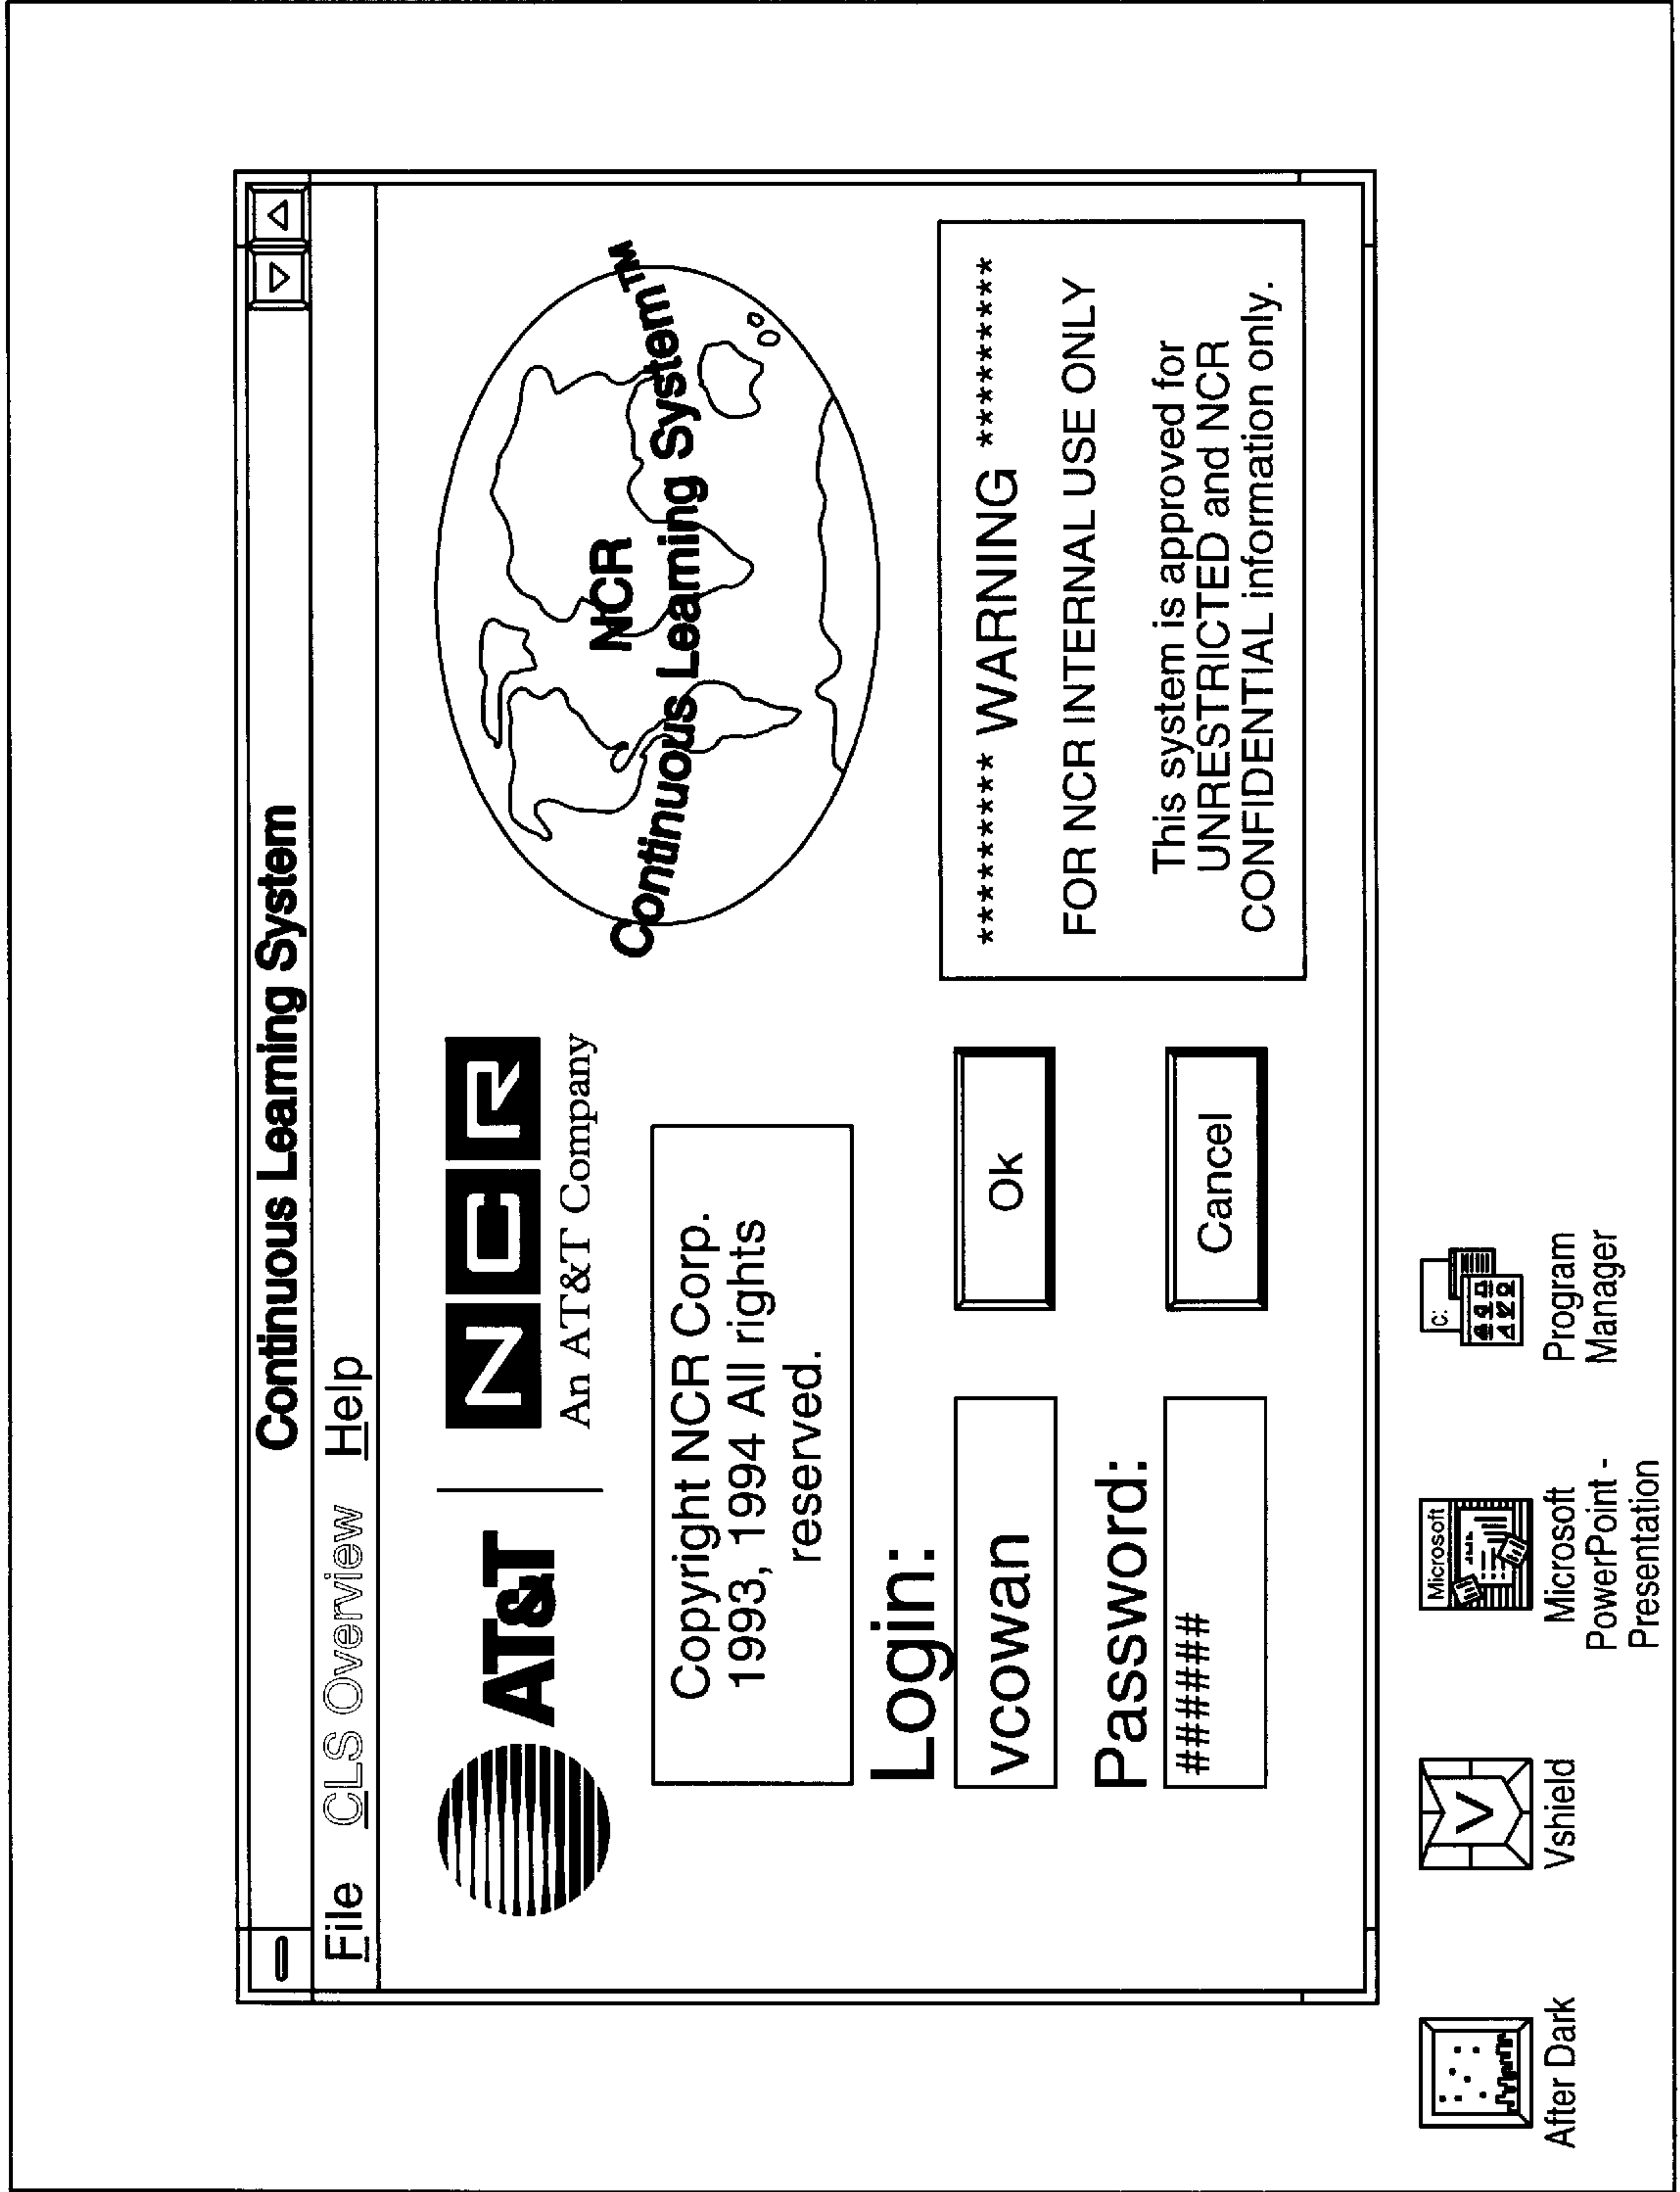 Continuous Learning System
File CLS Overview Help
AT&T
NCR
An AT&T Company
NCR
Continuous Learning System™
Copyright NCR Corp.
1993, 1994 All rights
reserved.
Login:
vcowan
Password:
######
Ok
Cancel
********* WARNING *********
FOR NCR INTERNAL USE ONLY
This system is approved for
UNRESTRICTED and NCR
CONFIDENTIAL information only.
After Dark
V
Vshield
Microsoft
Microsoft
PowerPoint -
Presentation
C:
Program
Manager